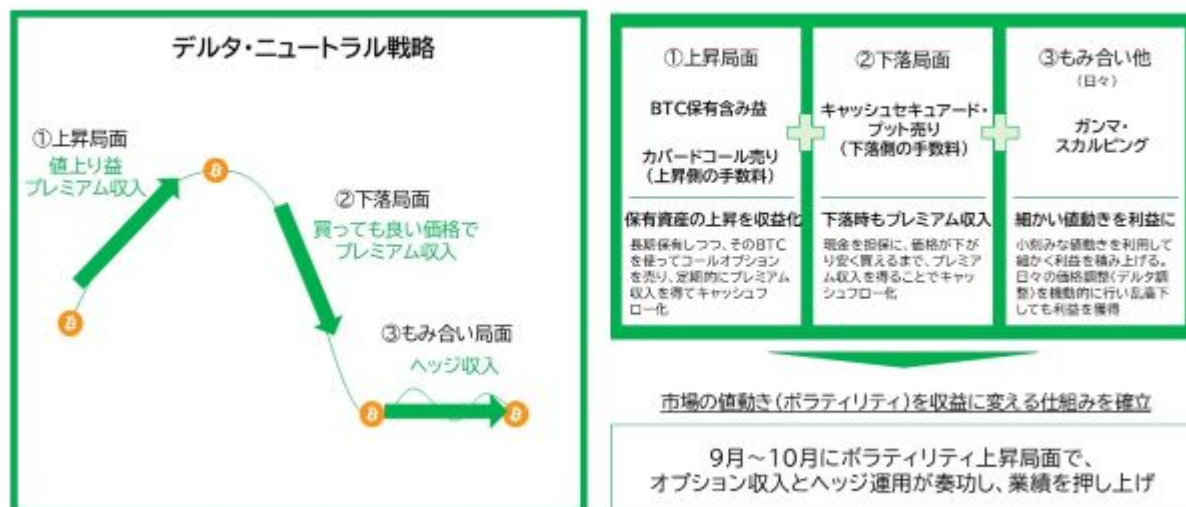 デルタ・ニュートラル戦略
①上昇局面
値上り益
プレミアム収入
②下落局面
買っても良い価格で
プレミアム収入
③もみ合い局面
ヘッジ収入
①上昇局面
BTC保有含み益
カバードコール売り
(上昇側の手数料)
保有資産の上昇を収益化
長期保有しつつ、そのBTC
を使ってコールオプション
を売り、定期的にプレミアム
収入を得てキャッシュフ
ロー化
②下落局面
キャッシュセキュアード・
プット売り
(下落側の手数料)
下落時もプレミアム収入
現金を担保に、価格が下が
り安く買えるまで、プレミア
ム収入を得ることでキャッ
シュフロー化
③もみ合い他
(日々)
ガンマ・
スカルピング
細かい値動きを利益に
小刻みな値動きを利用して
細かく利益を積み上げる。
日々の価格調整(デルタ調
整)を機動的に行い乱高下
しても利益を獲得
市場の値動き(ボラティリティ)を収益に変える仕組みを確立
9月~10月にボラティリティ上昇局面で、
オプション収入とヘッジ運用が奏功し、業績を押し上げ